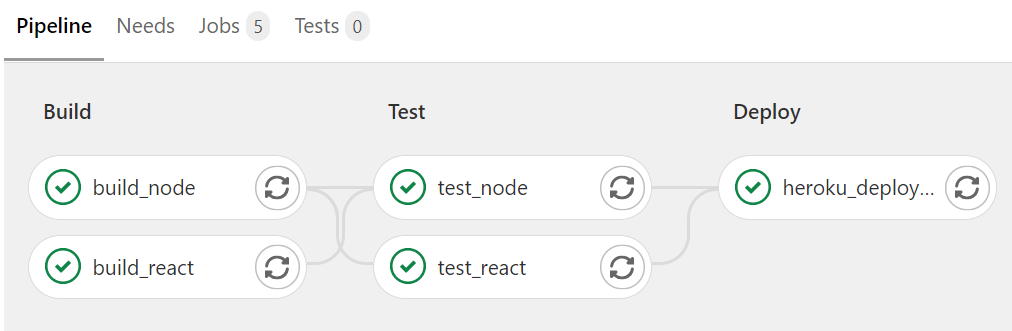 Pipeline Needs Jobs 5 Tests 0
Build Test Deploy
build_node test_node heroku_deploy...
build_react test_react